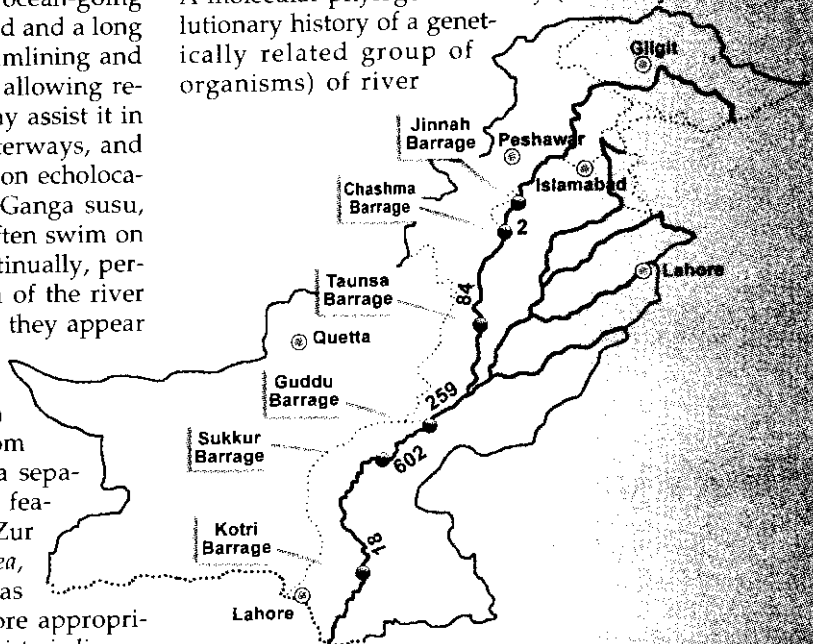 ocean-going
d and a long
mlining and
allowing re-
ay assist it in
terways, and
on echoloca-
Ganga susu,
ften swim on
tinually, per-
of the river
they appear
om
a sepa-
fea-
Zur
ea,
as
ore appropri-
A molecular
lutionary history of a genet-
ically related group of
organisms) of river
Gilgit
Jinnah
Barrage
Peshawar
Islamabad
Chashma
Barrage
2
Lahore
Taunsa
Barrage
84
Quetta
Guddu
Barrage
259
Sukkur
Barrage
602
Kotri
Barrage
18
Lahore